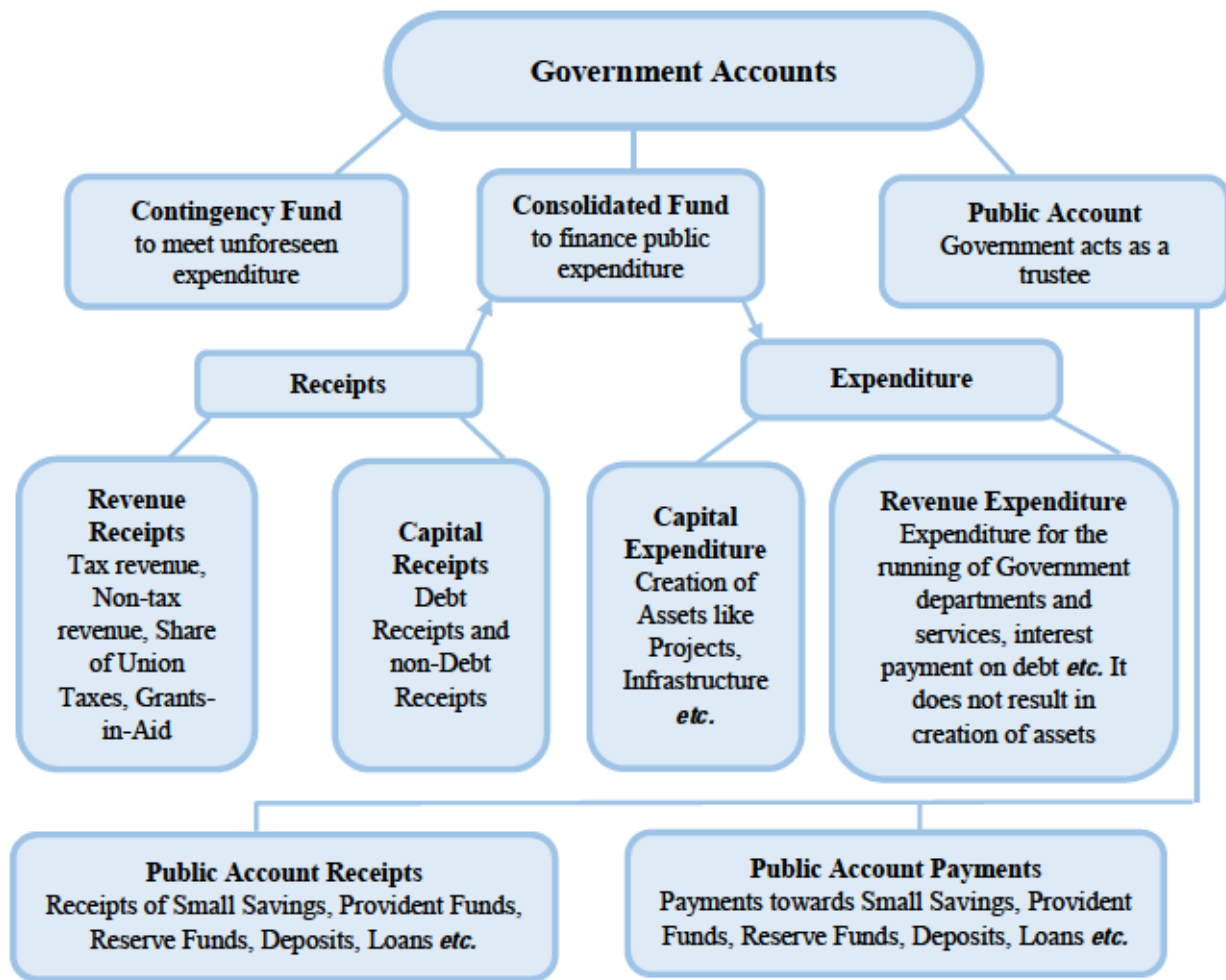 Government Accounts
Contingency Fund
to meet unforeseen
expenditure
Consolidated Fund
to finance public
expenditure
Public Account
Government acts as a
trustee
Receipts
Expenditure
Revenue
Receipts
Tax revenue,
Non-tax
revenue, Share
of Union
Taxes, Grants-
in-Aid
Capital
Receipts
Debt
Receipts and
non-Debt
Receipts
Capital
Expenditure
Creation of
Assets like
Projects,
Infrastructure
etc.
Revenue Expenditure
Expenditure for the
running of Government
departments and
services, interest
payment on debt etc. It
does not result in
creation of assets
Public Account Receipts
Receipts of Small Savings, Provident Funds,
Reserve Funds, Deposits, Loans etc.
Public Account Payments
Payments towards Small Savings, Provident
Funds, Reserve Funds, Deposits, Loans etc.